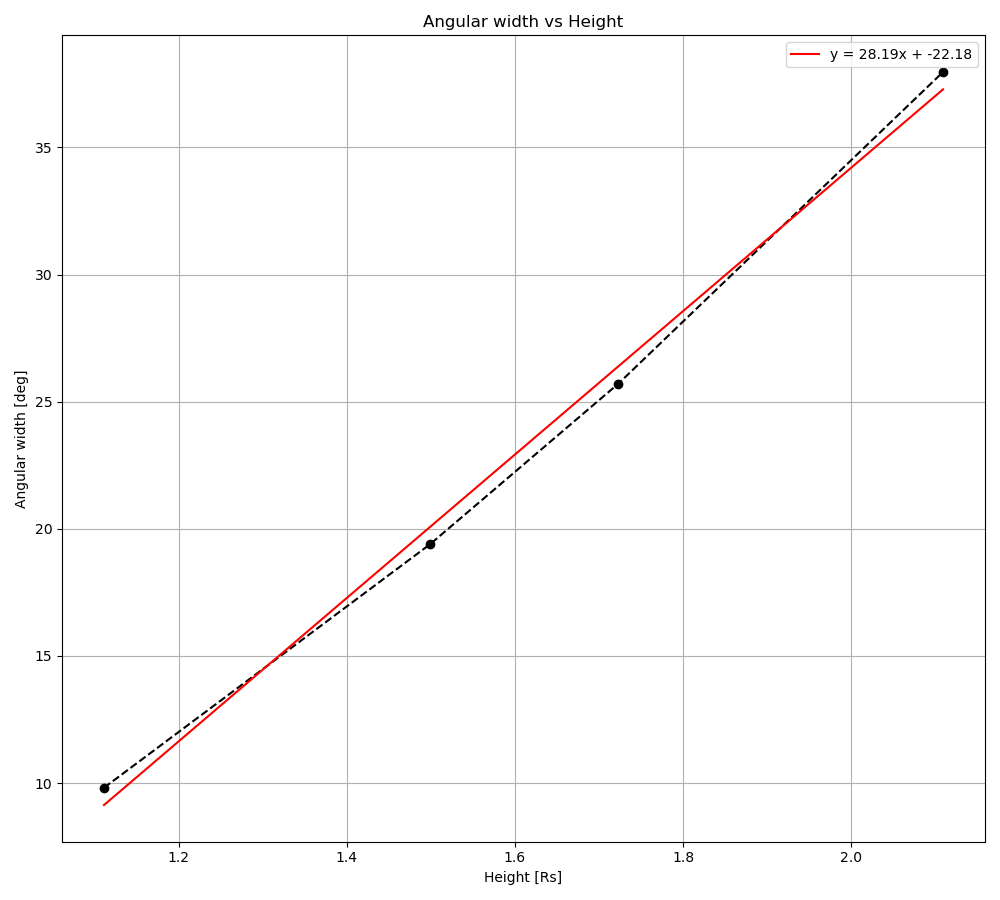 Angular width vs Height
y = 28.19x + -22.18
35
30
25
20
15
10
Angular width [deg]
1.2 1.4 1.6 1.8 2.0
Height [Rs]